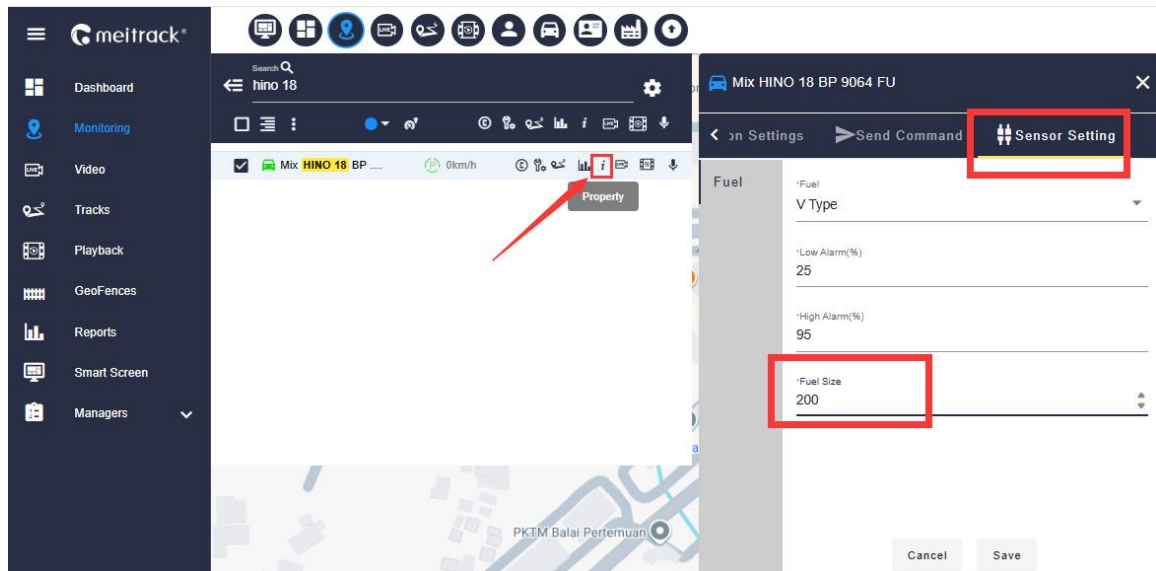 meitrack
Dashboard
Monitoring
Video
Tracks
Playback
GeoFences
Reports
Smart Screen
Managers
Search
hino 18
Mix HINO 18 BP ....
0km/h
Property
PKTM Balai Pertemuan
Mix HINO 18 BP 9064 FU
on Settings
Send Command
Sensor Setting
Fuel
*Fuel
V Type
*Low Alarm(%)
25
*High Alarm(%)
95
*Fuel Size
200
Cancel
Save